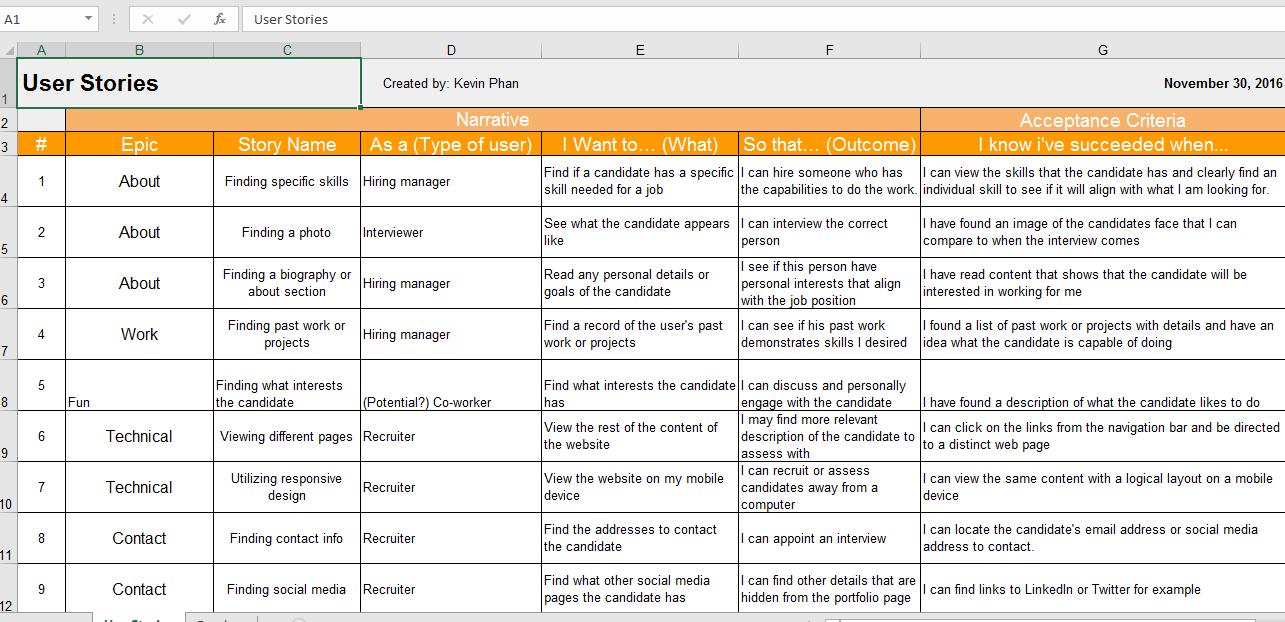 A1 fx User Stories
A B C D E F G
1 User Stories Created by: Kevin Phan November 30, 2016
2 Narrative Acceptance Criteria
3 # Epic Story Name As a (Type of user) I Want to… (What) So that… (Outcome) I know i've succeeded when...
4 1 About Finding specific skills Hiring manager
Find if a candidate has a specific
skill needed for a job
I can hire someone who has
the capabilities to do the work.
I can view the skills that the candidate has and clearly find an
individual skill to see if it will align with what I am looking for.
5 2 About Finding a photo Interviewer
See what the candidate appears
like
I can interview the correct
person
I have found an image of the candidates face that I can
compare to when the interview comes
6 3 About
Finding a biography or
about section
Hiring manager
Read any personal details or
goals of the candidate
I see if this person have
personal interests that align
with the job position
I have read content that shows that the candidate will be
interested in working for me
7 4 Work
Finding past work or
projects
Hiring manager
Find a record of the user's past
work or projects
I can see if his past work
demonstrates skills I desired
I found a list of past work or projects with details and have an
idea what the candidate is capable of doing
8 5 Fun
Finding what interests
the candidate
(Potential?) Co-worker
Find what interests the candidate
has
I can discuss and personally
engage with the candidate
I have found a description of what the candidate likes to do
9 6 Technical Viewing different pages Recruiter
View the rest of the content of
the website
I may find more relevant
description of the candidate to
assess with
I can click on the links from the navigation bar and be directed
to a distinct web page
10 7 Technical
Utilizing responsive
design
Recruiter
View the website on my mobile
device
I can recruit or assess
candidates away from a
computer
I can view the same content with a logical layout on a mobile
device
11 8 Contact Finding contact info Recruiter
Find the addresses to contact
the candidate
I can appoint an interview
I can locate the candidate's email address or social media
address to contact.
12 9 Contact Finding social media Recruiter
Find what other social media
pages the candidate has
I can find other details that are
hidden from the portfolio page
I can find links to LinkedIn or Twitter for example